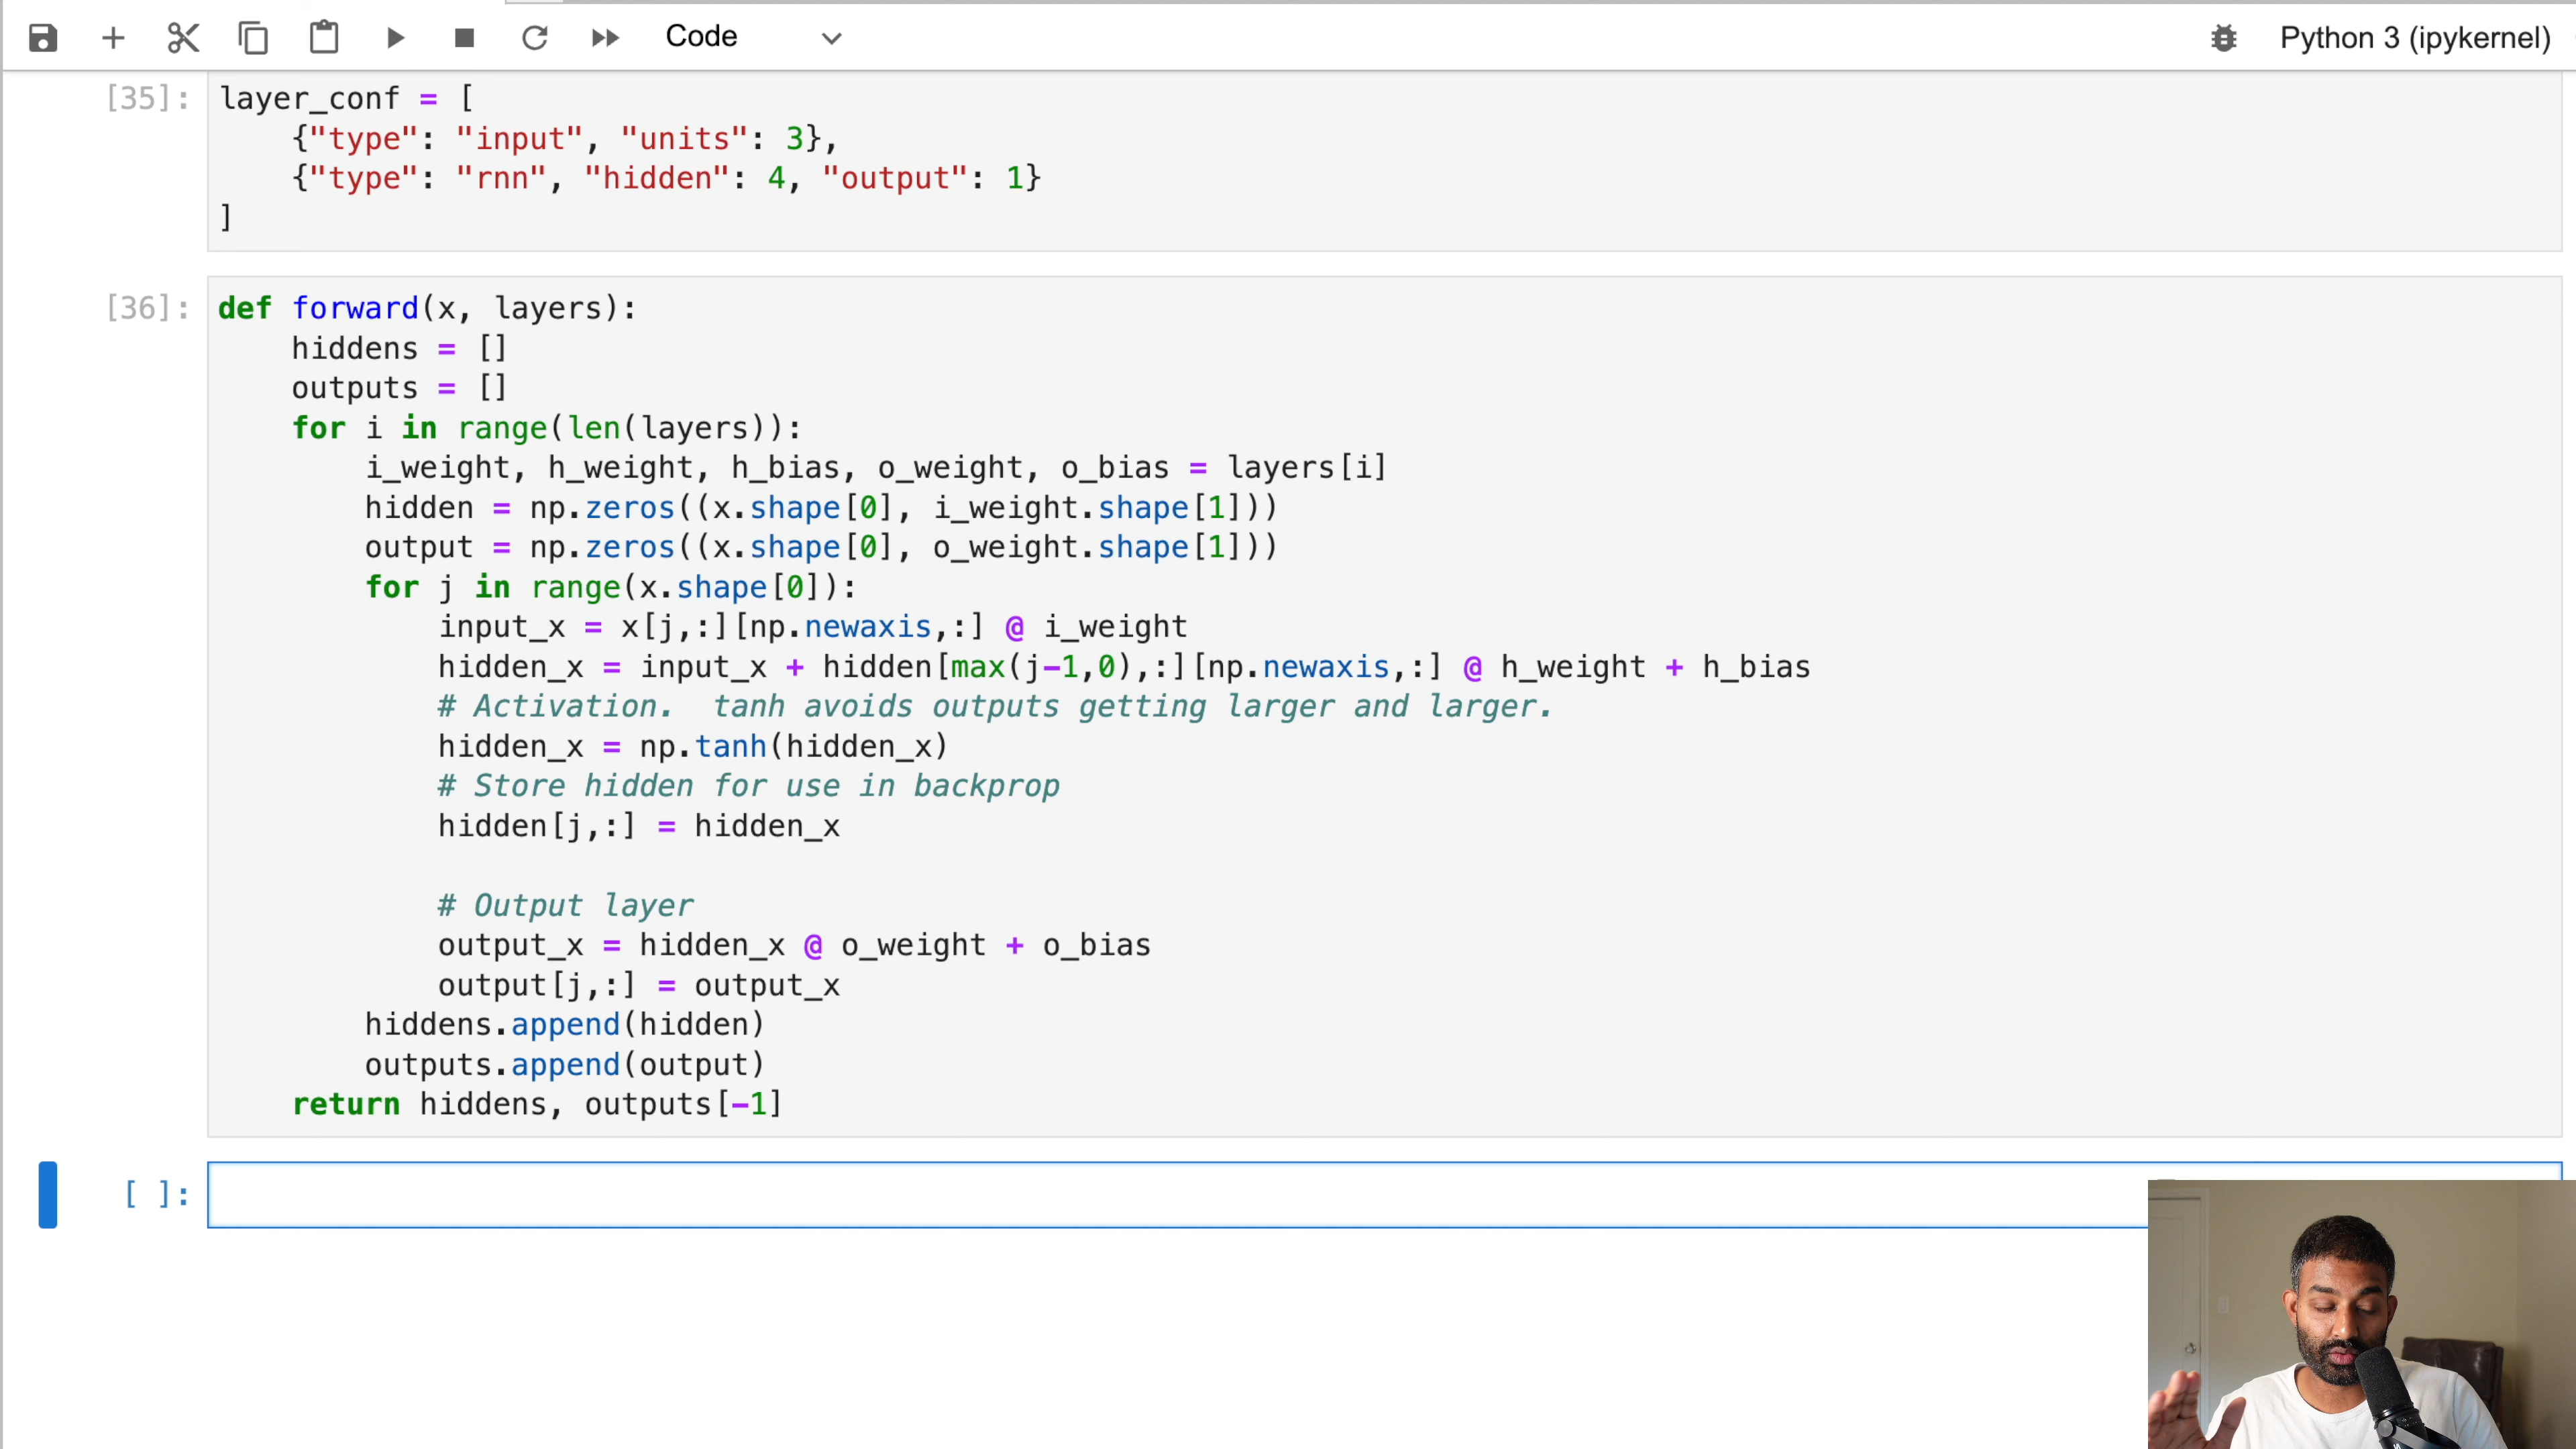 Code
Python 3 (ipykernel)
[35]: layer_conf = [
    {"type": "input", "units": 3},
    {"type": "rnn", "hidden": 4, "output": 1}
]
[36]: def forward(x, layers):
    hiddens = []
    outputs = []
    for i in range(len(layers)):
        i_weight, h_weight, h_bias, o_weight, o_bias = layers[i]
        hidden = np.zeros((x.shape[0], i_weight.shape[1]))
        output = np.zeros((x.shape[0], o_weight.shape[1]))
        for j in range(x.shape[0]):
            input_x = x[j,:][np.newaxis,:] @ i_weight
            hidden_x = input_x + hidden[max(j-1,0),:][np.newaxis,:] @ h_weight + h_bias
            # Activation.  tanh avoids outputs getting larger and larger.
            hidden_x = np.tanh(hidden_x)
            # Store hidden for use in backprop
            hidden[j,:] = hidden_x

            # Output layer
            output_x = hidden_x @ o_weight + o_bias
            output[j,:] = output_x
        hiddens.append(hidden)
        outputs.append(output)
    return hiddens, outputs[-1]
[ ]: